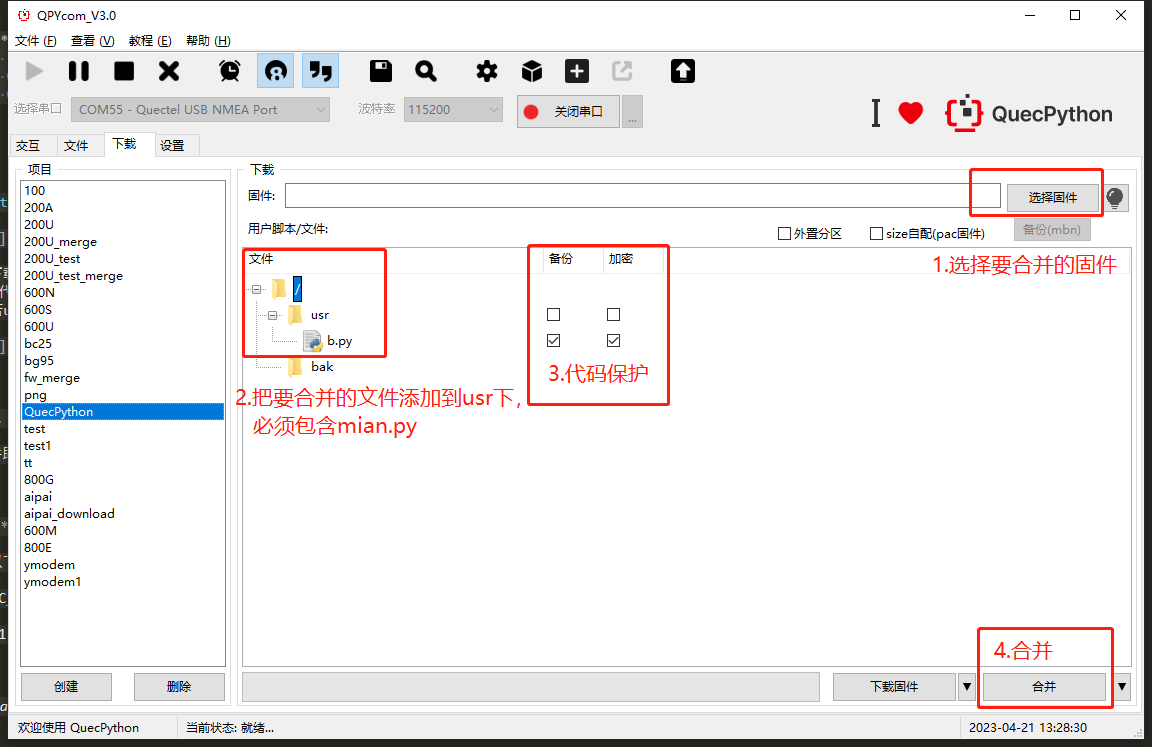 QPYcom_V3.0
文件 (F) 查看 (V) 教程 (E) 帮助 (H)
选择串口 COM55 - Quectel USB NMEA Port 波特率 115200 关闭串口 ... QuecPython
交互 文件 下载 设置
项目
100
200A
200U
200U_merge
200U_test
200U_test_merge
600N
600S
600U
bc25
bg95
fw_merge
png
QuecPython
test
test1
tt
800G
aipai
aipai_download
600M
800E
ymodem
ymodem1
创建 删除
下载
固件: 选择固件
用户脚本/文件: 外置分区 size自配(pac固件) 备份(mbn)
文件 备份 加密
1.选择要合并的固件
/
usr
b.py
bak
3.代码保护
2.把要合并的文件添加到usr下,
必须包含mian.py
4.合并
下载固件 合并
欢迎使用 QuecPython 当前状态: 就绪... 2023-04-21 13:28:30